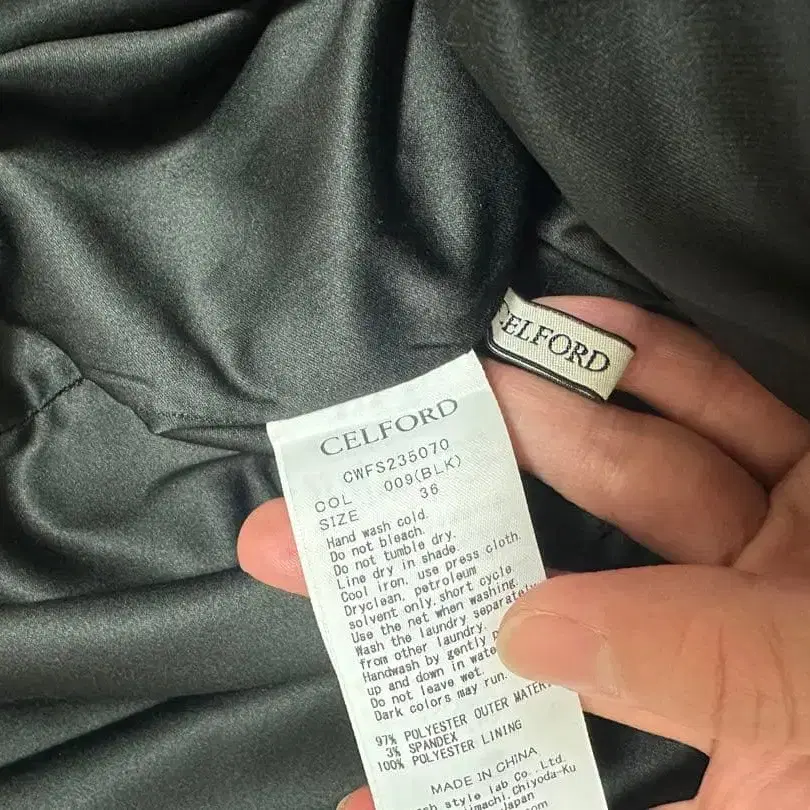 ELFORD
CELFORD
CWFS235070
COL 009(BLK)
SIZE 36
Hand wash cold.
Do not bleach.
Do not tumble dry.
Line dry in shade.
Cool iron. use press cloth.
Dryclean. petroleum
solvent only. short cycle.
Use the net when washing.
Wash the laundry separately
from other laundry.
Handwash by gently
up and down in
Do not leave wet.
Dark colors may run.
97% POLYESTER OUTER
3% SPANDEX
100% POLYESTER LINING
MADE IN CHINA
style lab Co.,Ltd.
Chiyoda-Ku
Japan